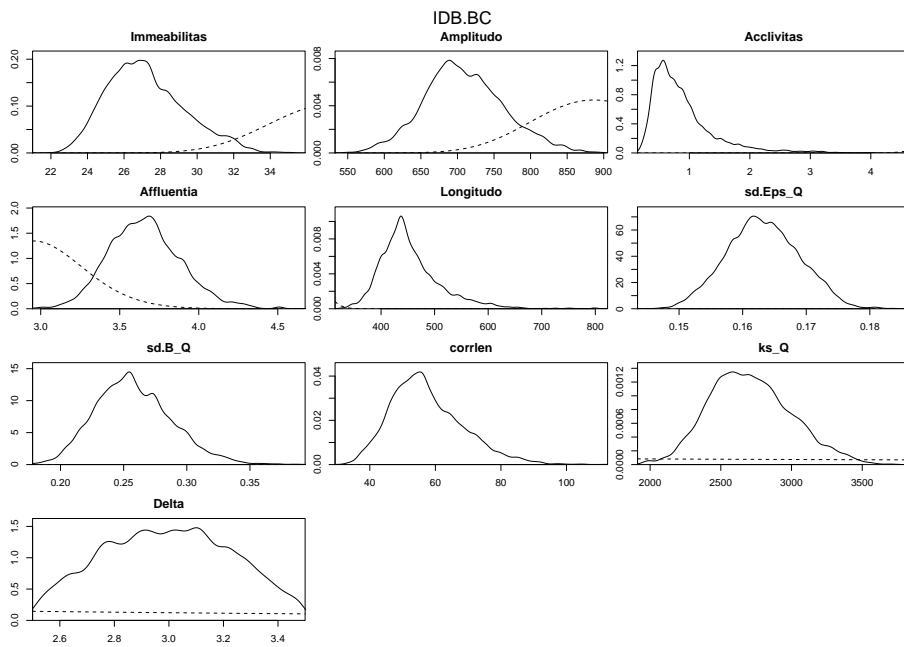 IDB.BC
Immeabilitas
Amplitudo
Acclivitas
0.00 0.10 0.20
22 24 26 28 30 32 34
0.000 0.004 0.008
550 600 650 700 750 800 850 900
0.0 0.4 0.8 1.2
1 2 3 4
Affluentia
Longitudo
sd.Eps_Q
0.0 0.5 1.0 1.5 2.0
3.0 3.5 4.0 4.5
0.000 0.004 0.008
400 500 600 700 800
0 20 40 60
0.15 0.16 0.17 0.18
sd.B_Q
corrlen
ks_Q
0 5 10 15
0.20 0.25 0.30 0.35
0.00 0.02 0.04
40 60 80 100
0.0000 0.0006 0.0012
2000 2500 3000 3500
Delta
0.0 0.5 1.0 1.5
2.6 2.8 3.0 3.2 3.4